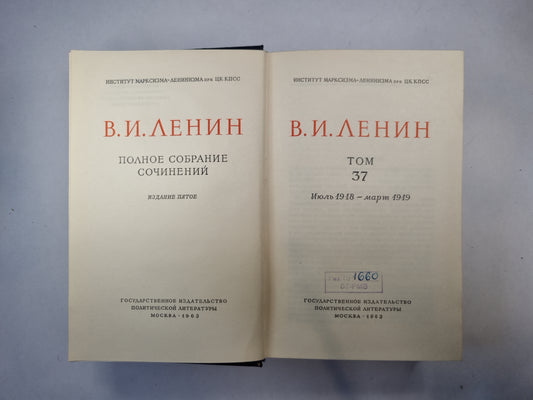 ИНСТИТУТ МАРКСИЗМА-ЛЕНИНИЗМА при ЦК КПСС
В.И.ЛЕНИН
ПОЛНОЕ СОБРАНИЕ
СОЧИНЕНИЙ
ИЗДАНИЕ ПЯТОЕ
ГОСУДАРСТВЕННОЕ ИЗДАТЕЛЬСТВО
ПОЛИТИЧЕСКОЙ ЛИТЕРАТУРЫ
МОСКВА · 1963
ИНСТИТУТ МАРКСИЗМА-ЛЕНИНИЗМА при ЦК КПСС
В.И.ЛЕНИН
ТОМ
37
Июль 1918 – март 1919
1660
ГОСУДАРСТВЕННОЕ ИЗДАТЕЛЬСТВО
ПОЛИТИЧЕСКОЙ ЛИТЕРАТУРЫ
МОСКВА · 1963